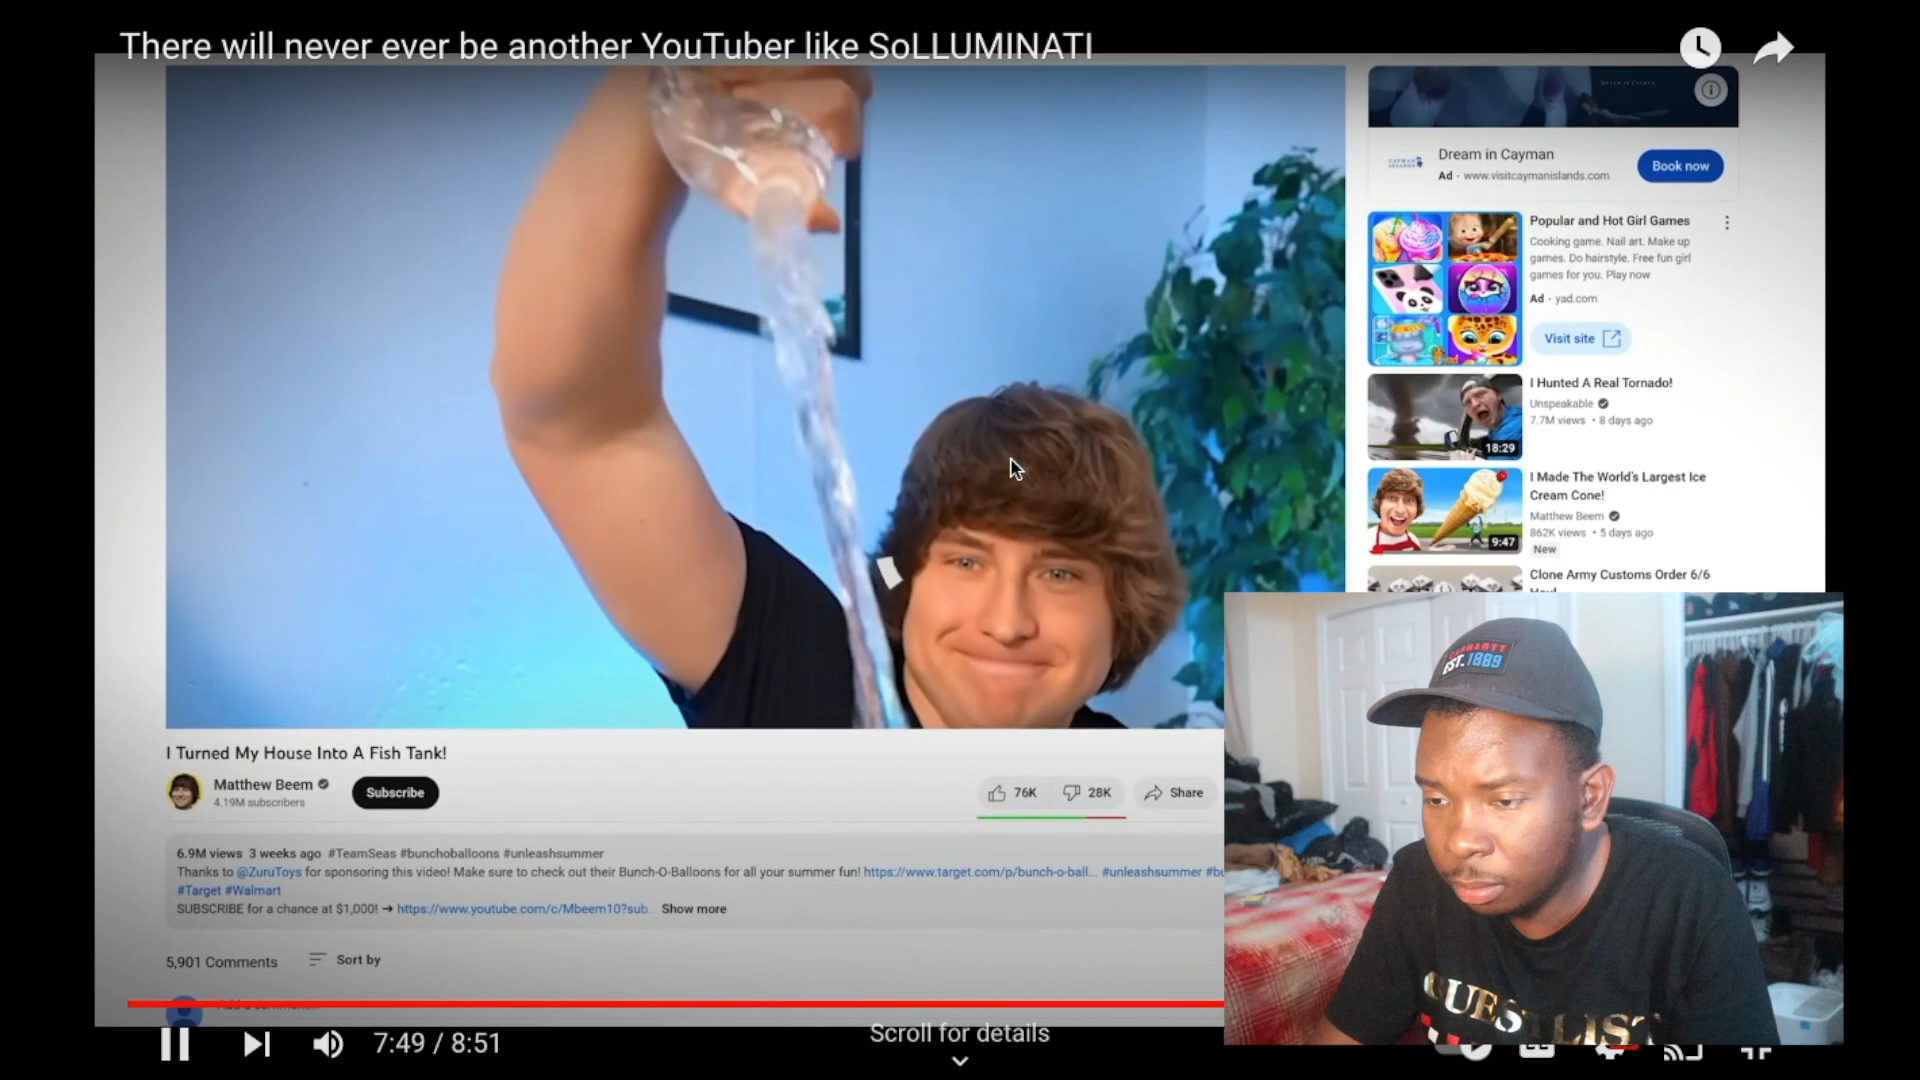 There will never ever be another YouTuber like SoLLUMINATI
Dream in Cayman
Ad · www.visitcaymanislands.com
Book now
Popular and Hot Girl Games
Cooking game. Nail art. Make up
games. Do hairstyle. Free fun girl
games for you. Play now
Ad · yad.com
Visit site
I Hunted A Real Tornado!
Unspeakable
7.7M views • 8 days ago
18:29
I Made The World's Largest Ice
Cream Cone!
Matthew Beem
862K views • 5 days ago
9:47
New
Clone Army Customs Order 6/6
I Turned My House Into A Fish Tank!
Matthew Beem
4.19M subscribers
Subscribe
76K
28K
Share
6.9M views 3 weeks ago #TeamSeas #bunchoballoons #unleashsummer
Thanks to @ZuruToys for sponsoring this video! Make sure to check out their Bunch-O-Balloons for all your summer fun! https://www.target.com/p/bunch-o-ball... #unleashsummer
#Target #Walmart
SUBSCRIBE for a chance at $1,000! → https://www.youtube.com/c/Mbeem10?sub... Show more
5,901 Comments
Sort by
7:49 / 8:51
Scroll for details
EST. 1889